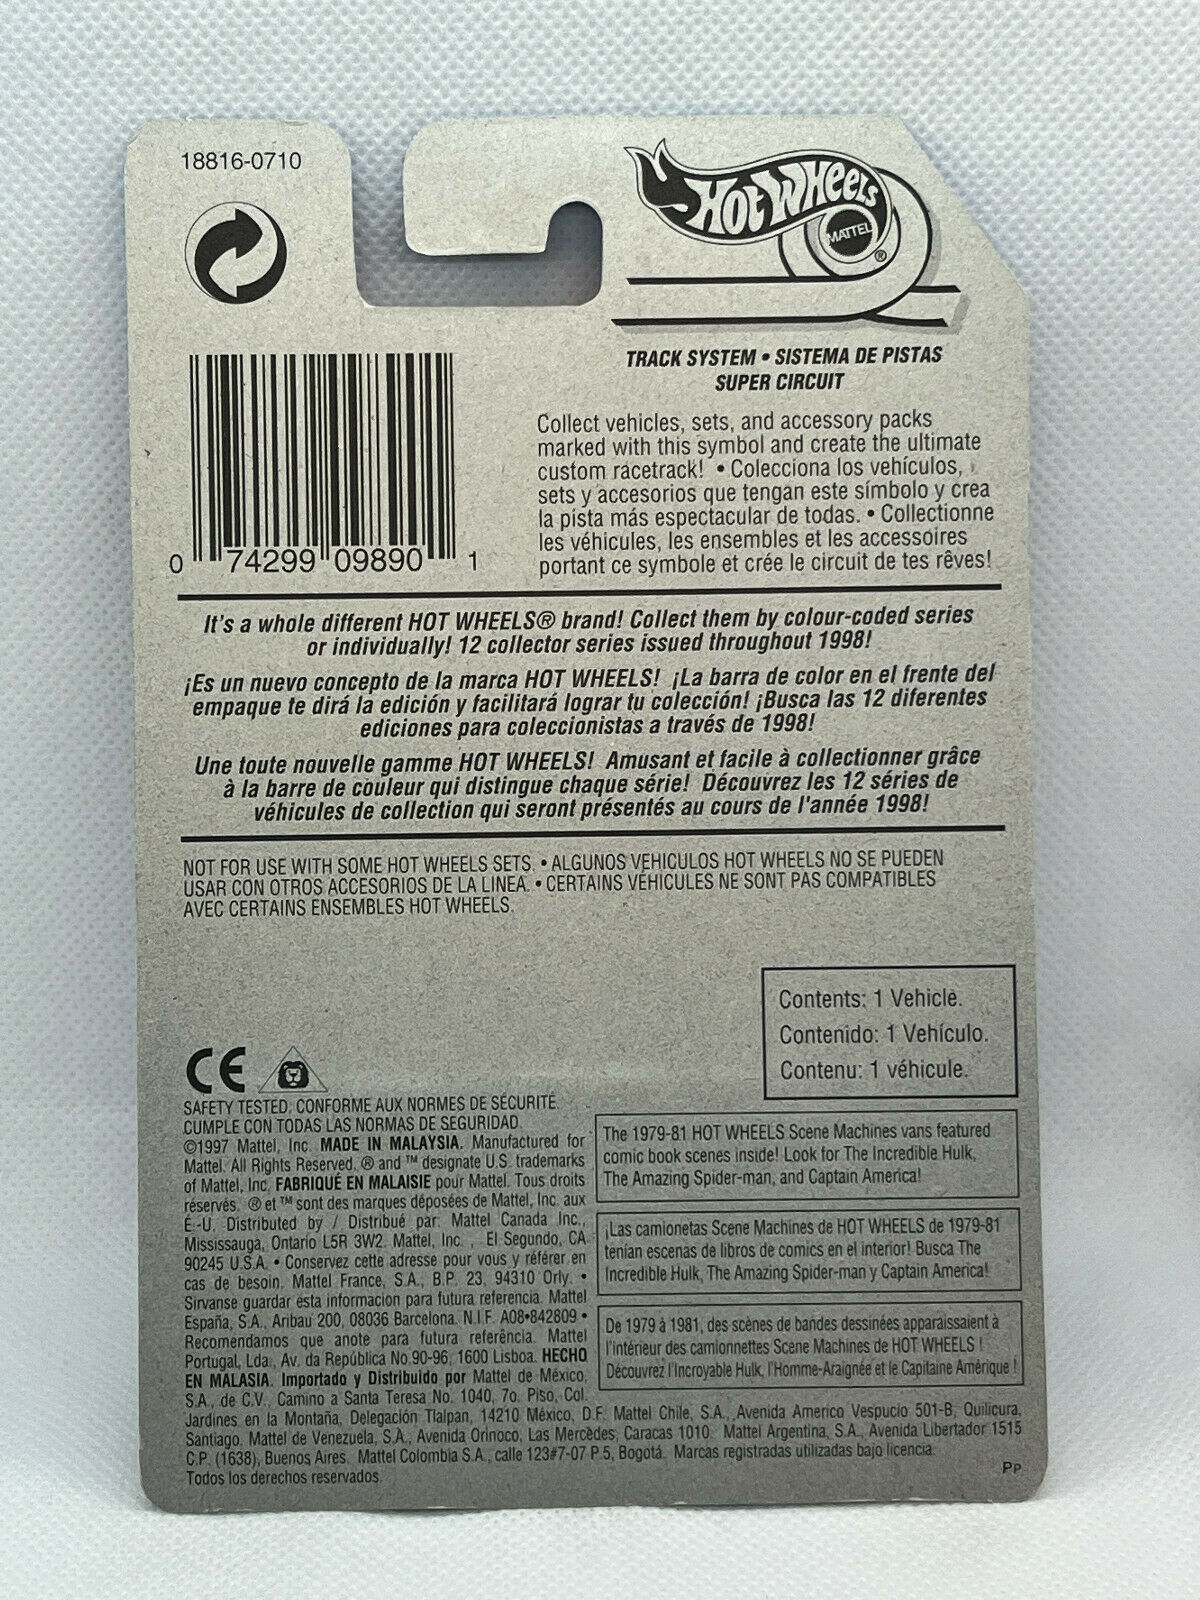 18816-0710
HOT WHEELS
MATTEL
®
TRACK SYSTEM • SISTEMA DE PISTAS
SUPER CIRCUIT
Collect vehicles, sets, and accessory packs
marked with this symbol and create the ultimate
custom racetrack! • Colecciona los vehículos,
sets y accesorios que tengan este símbolo y crea
la pista más espectacular de todas. • Collectionne
les véhicules, les ensembles et les accessoires
portant ce symbole et crée le circuit de tes rêves!
0 74299 09890 1
It's a whole different HOT WHEELS® brand! Collect them by colour-coded series
or individually! 12 collector series issued throughout 1998!
¡Es un nuevo concepto de la marca HOT WHEELS! ¡La barra de color en el frente del
empaque te dirá la edición y facilitará lograr tu colección! ¡Busca las 12 diferentes
ediciones para coleccionistas a través de 1998!
Une toute nouvelle gamme HOT WHEELS! Amusant et facile à collectionner grâce
à la barre de couleur qui distingue chaque série! Découvrez les 12 séries de
véhicules de collection qui seront présentés au cours de l'année 1998!
NOT FOR USE WITH SOME HOT WHEELS SETS. • ALGUNOS VEHICULOS HOT WHEELS NO SE PUEDEN
USAR CON OTROS ACCESORIOS DE LA LINEA. • CERTAINS VÉHICULES NE SONT PAS COMPATIBLES
AVEC CERTAINS ENSEMBLES HOT WHEELS.
Contents: 1 Vehicle.
Contenido: 1 Vehículo.
Contenu: 1 véhicule.
CE
SAFETY TESTED. CONFORME AUX NORMES DE SÉCURITÉ.
CUMPLE CON TODAS LAS NORMAS DE SEGURIDAD.
©1997 Mattel, Inc. MADE IN MALAYSIA. Manufactured for
Mattel. All Rights Reserved. ® and ™ designate U.S. trademarks
of Mattel, Inc. FABRIQUÉ EN MALAISIE pour Mattel. Tous droits
réservés. ® et ™ sont des marques déposées de Mattel, Inc. aux
É.-U. Distributed by / Distribué par: Mattel Canada Inc.,
Mississauga, Ontario L5R 3W2. Mattel, Inc. , El Segundo, CA
90245 U.S.A. • Conservez cette adresse pour vous y référer en
cas de besoin. Mattel France, S.A., B.P. 23, 94310 Orly. •
Sirvanse guardar esta informacion para futura referencia. Mattel
España, S.A., Aribau 200, 08036 Barcelona. N.I.F. A08•842809 •
Recomendamos que anote para futura referência. Mattel
Portugal, Lda., Av. da República No.90-96, 1600 Lisboa. HECHO
EN MALASIA. Importado y Distribuido por Mattel de México,
S.A., de C.V., Camino a Santa Teresa No. 1040, 7o. Piso, Col.
Jardines en la Montaña, Delegación Tlalpan, 14210 México, D.F. Mattel Chile, S.A., Avenida Americo Vespucio 501-B, Quilicura,
Santiago. Mattel de Venezuela, S.A., Avenida Orinoco, Las Mercedes, Caracas 1010. Mattel Argentina, S.A., Avenida Libertador 1515
C.P. (1638), Buenos Aires. Mattel Colombia S.A., calle 123#7-07 P.5, Bogotá. Marcas registradas utilizadas bajo licencia.
Todos los derechos reservados.
The 1979-81 HOT WHEELS Scene Machines vans featured
comic book scenes inside! Look for The Incredible Hulk,
The Amazing Spider-man, and Captain America!
¡Las camionetas Scene Machines de HOT WHEELS de 1979-81
tenían escenas de libros de comics en el interior! Busca The
Incredible Hulk, The Amazing Spider-man y Captain America!
De 1979 à 1981, des scènes de bandes dessinées apparaissaient à
l'intérieur des camionnettes Scene Machines de HOT WHEELS !
Découvrez l'Incroyable Hulk, l'Homme-Araignée et le Capitaine Amérique !
PP